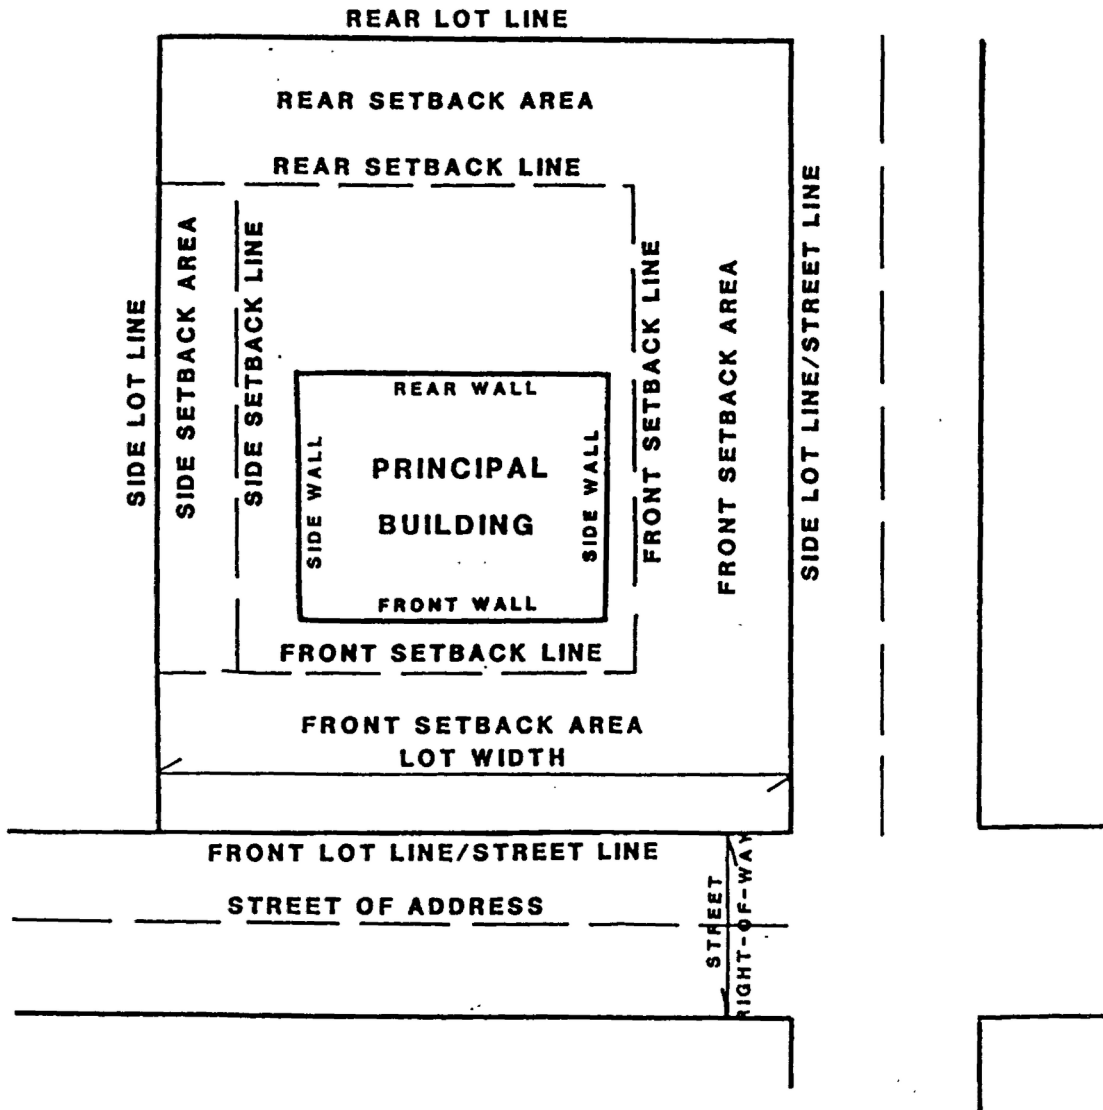 REAR LOT LINE
REAR SETBACK AREA
REAR SETBACK LINE
SIDE LOT LINE
SIDE SETBACK AREA
SIDE SETBACK LINE
FRONT SETBACK LINE
FRONT SETBACK AREA
SIDE LOT LINE/STREET LINE
REAR WALL
SIDE WALL
PRINCIPAL
BUILDING
SIDE WALL
FRONT WALL
FRONT SETBACK LINE
FRONT SETBACK AREA
LOT WIDTH
FRONT LOT LINE/STREET LINE
STREET OF ADDRESS
STREET
RIGHT-OF-WAY